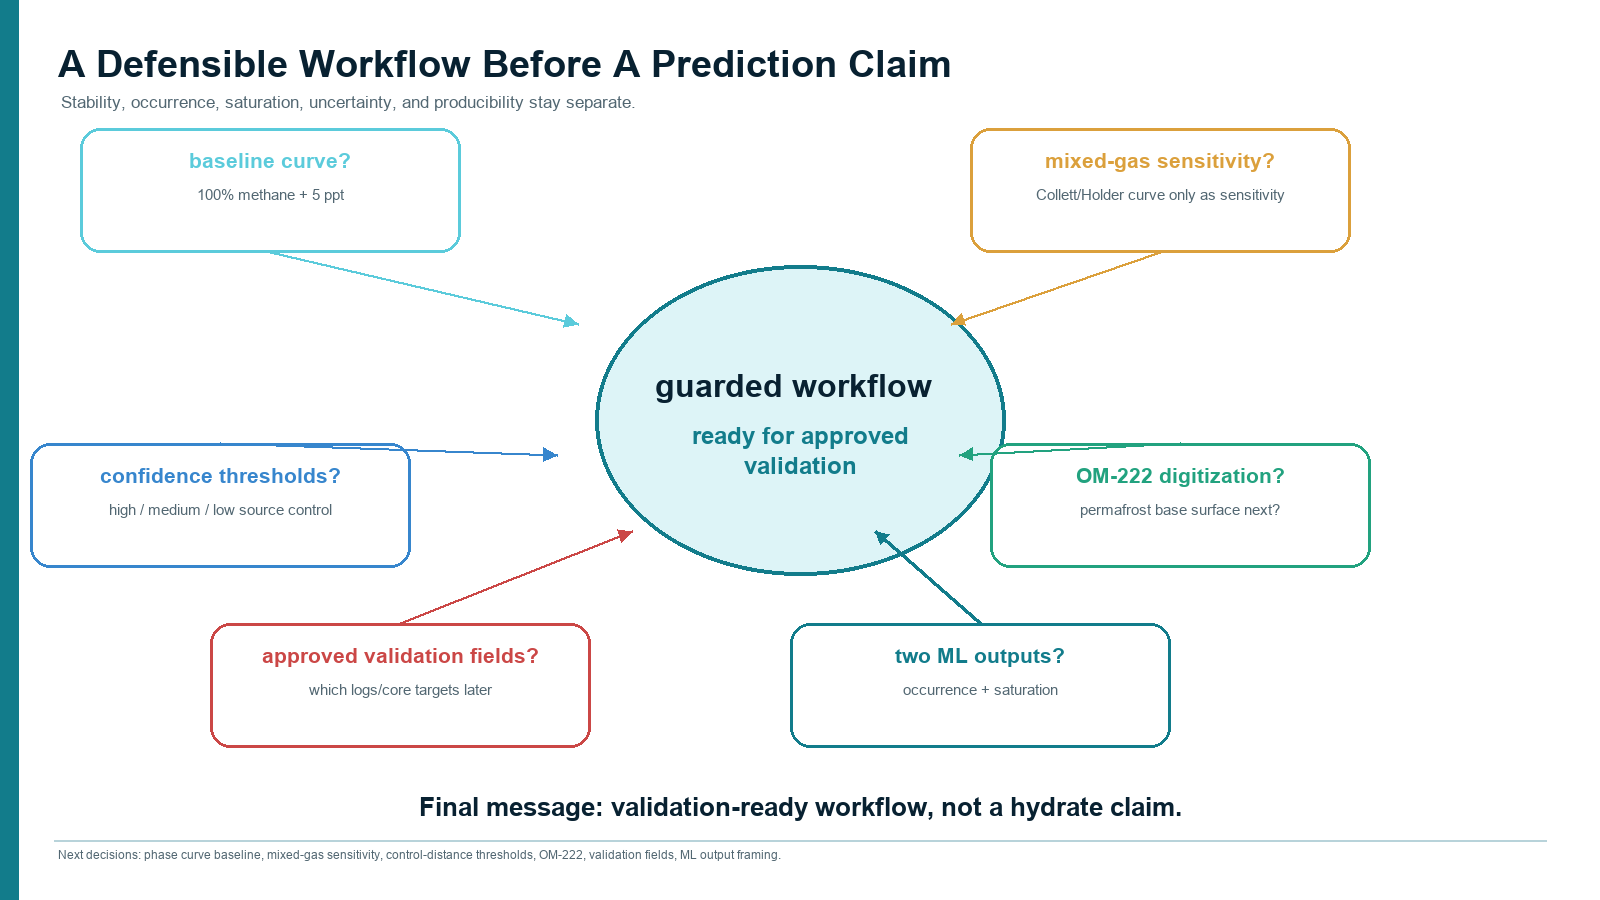 A Defensible Workflow Before A Prediction Claim
Stability, occurrence, saturation, uncertainty, and producibility stay separate.
baseline curve?
100% methane + 5 ppt
mixed-gas sensitivity?
Collett/Holder curve only as sensitivity
guarded workflow
ready for approved
validation
confidence thresholds?
high / medium / low source control
OM-222 digitization?
permafrost base surface next?
approved validation fields?
which logs/core targets later
two ML outputs?
occurrence + saturation
Final message: validation-ready workflow, not a hydrate claim.
Next decisions: phase curve baseline, mixed-gas sensitivity, control-distance thresholds, OM-222, validation fields, ML output framing.